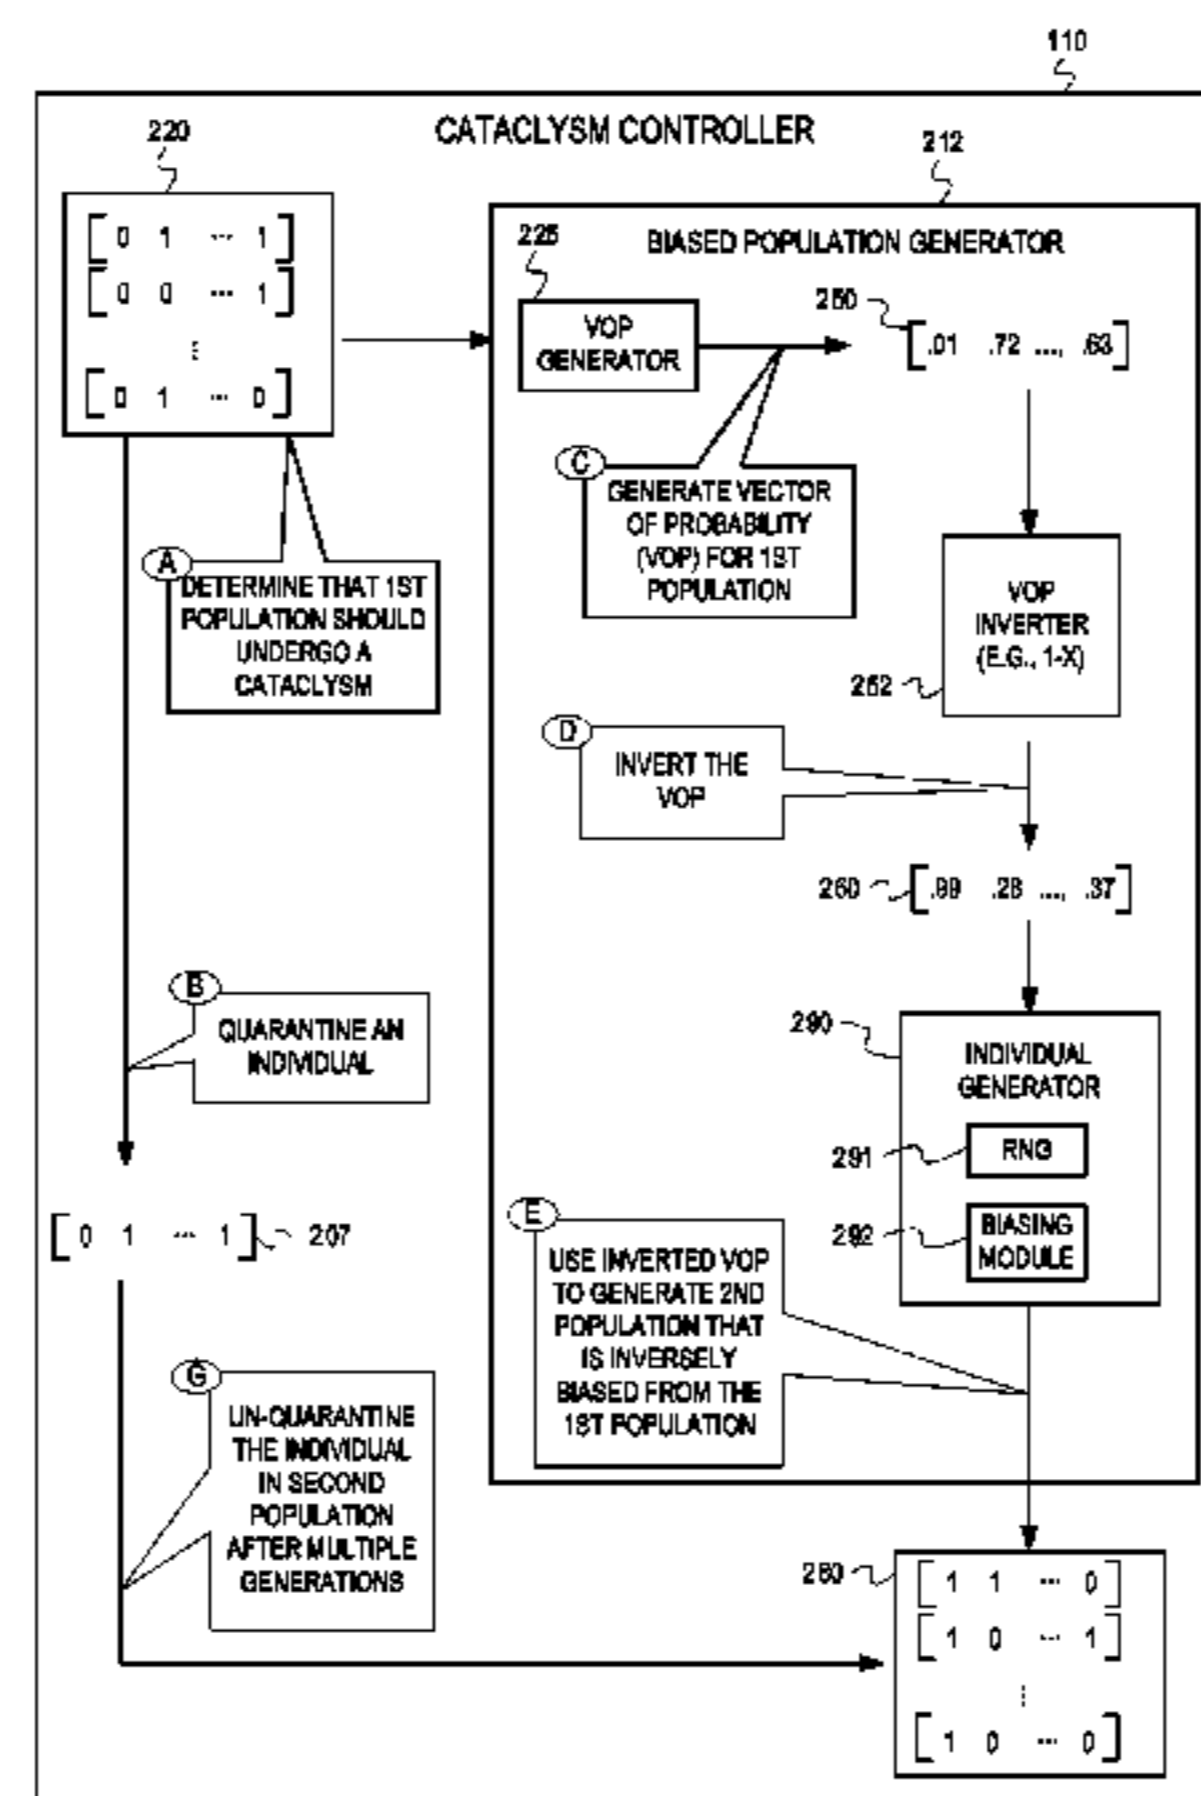 110
CATACLYSM CONTROLLER
220
[0 1 ... 1]
[0 0 ... 1]
⋮
[0 1 ... 0]
212
BIASED POPULATION GENERATOR
225
VOP
GENERATOR
250
[.01 .72 ..., .63]
C
GENERATE VECTOR
OF PROBABILITY
(VOP) FOR 1ST
POPULATION
A
DETERMINE THAT 1ST
POPULATION SHOULD
UNDERGO A
CATACLYSM
VOP
INVERTER
(E.G., 1-X)
252
D
INVERT THE
VOP
260
[.99 .28 ..., .37]
B
QUARANTINE AN
INDIVIDUAL
290
INDIVIDUAL
GENERATOR
291
RNG
292
BIASING
MODULE
[0 1 ... 1]
207
E
USE INVERTED VOP
TO GENERATE 2ND
POPULATION THAT
IS INVERSELY
BIASED FROM THE
1ST POPULATION
G
UN-QUARANTINE
THE INDIVIDUAL
IN SECOND
POPULATION
AFTER MULTIPLE
GENERATIONS
[1 1 ... 0]
[1 0 ... 1]
⋮
[1 0 ... 0]